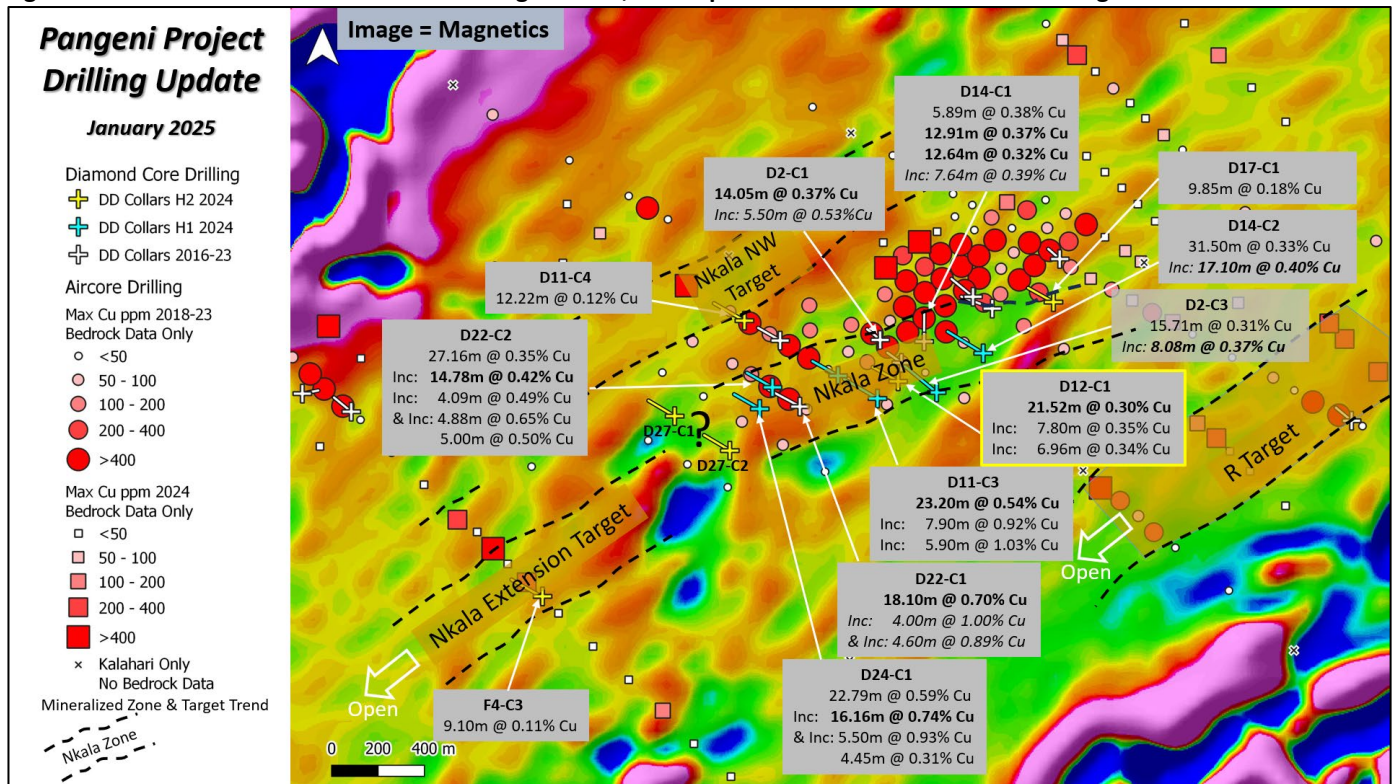 Pangeni Project
Drilling Update
January 2025
Diamond Core Drilling
DD Collars H2 2024
DD Collars H1 2024
DD Collars 2016-23
Aircore Drilling
Max Cu ppm 2018-23
Bedrock Data Only
<50
50 - 100
100 - 200
200 - 400
>400
Max Cu ppm 2024
Bedrock Data Only
<50
50 - 100
100 - 200
200 - 400
>400
Kalahari Only
No Bedrock Data
Mineralized Zone & Target Trend
Nkala Zone
Image = Magnetics
D14-C1
5.89m @ 0.38% Cu
12.91m @ 0.37% Cu
12.64m @ 0.32% Cu
Inc: 7.64m @ 0.39% Cu
D2-C1
14.05m @ 0.37% Cu
Inc: 5.50m @ 0.53%Cu
D17-C1
9.85m @ 0.18% Cu
D14-C2
31.50m @ 0.33% Cu
Inc: 17.10m @ 0.40% Cu
Nkala NW
Target
D11-C4
12.22m @ 0.12% Cu
D2-C3
15.71m @ 0.31% Cu
Inc: 8.08m @ 0.37% Cu
D22-C2
27.16m @ 0.35% Cu
Inc: 14.78m @ 0.42% Cu
Inc: 4.09m @ 0.49% Cu
& Inc: 4.88m @ 0.65% Cu
5.00m @ 0.50% Cu
Nkala Zone
D12-C1
21.52m @ 0.30% Cu
Inc: 7.80m @ 0.35% Cu
Inc: 6.96m @ 0.34% Cu
D27-C1
?
D27-C2
R Target
D11-C3
23.20m @ 0.54% Cu
Inc: 7.90m @ 0.92% Cu
Inc: 5.90m @ 1.03% Cu
Open
Nkala Extension Target
D22-C1
18.10m @ 0.70% Cu
Inc: 4.00m @ 1.00% Cu
& Inc: 4.60m @ 0.89% Cu
D24-C1
22.79m @ 0.59% Cu
Inc: 16.16m @ 0.74% Cu
& Inc: 5.50m @ 0.93% Cu
4.45m @ 0.31% Cu
Open
F4-C3
9.10m @ 0.11% Cu
0 200 400 m